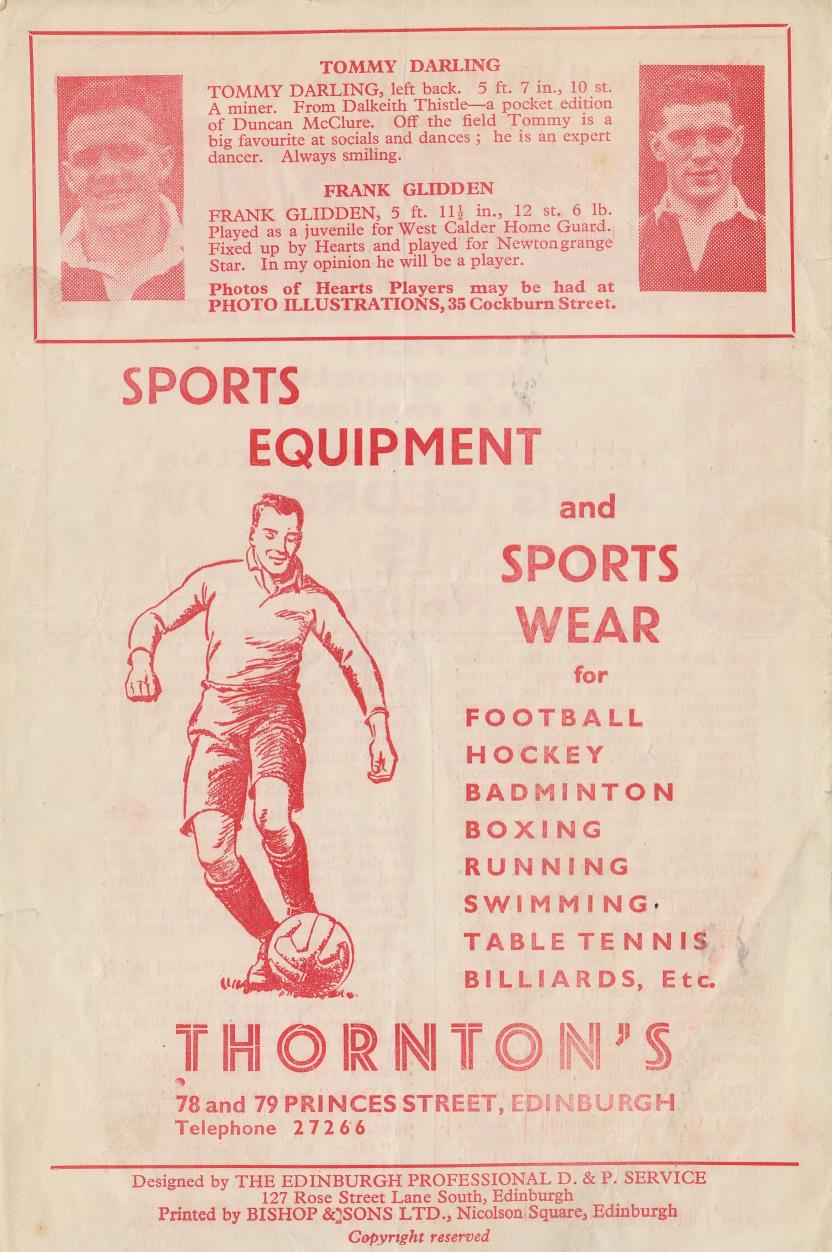 TOMMY DARLING
TOMMY DARLING, left back. 5 ft. 7 in., 10 st.
A miner. From Dalkeith Thistle—a pocket edition
of Duncan McClure. Off the field Tommy is a
big favourite at socials and dances ; he is an expert
dancer. Always smiling.
FRANK GLIDDEN
FRANK GLIDDEN, 5 ft. 11½ in., 12 st. 6 lb.
Played as a juvenile for West Calder Home Guard.
Fixed up by Hearts and played for Newtongrange
Star. In my opinion he will be a player.
Photos of Hearts Players may be had at
PHOTO ILLUSTRATIONS, 35 Cockburn Street.
SPORTS
EQUIPMENT
and
SPORTS
WEAR
for
FOOTBALL
HOCKEY
BADMINTON
BOXING
RUNNING
SWIMMING
TABLE TENNIS
BILLIARDS, Etc.
THORNTON'S
78 and 79 PRINCES STREET, EDINBURGH
Telephone 27266
Designed by THE EDINBURGH PROFESSIONAL D. & P. SERVICE
127 Rose Street Lane South, Edinburgh
Printed by BISHOP & SONS LTD., Nicolson Square, Edinburgh
Copyright reserved